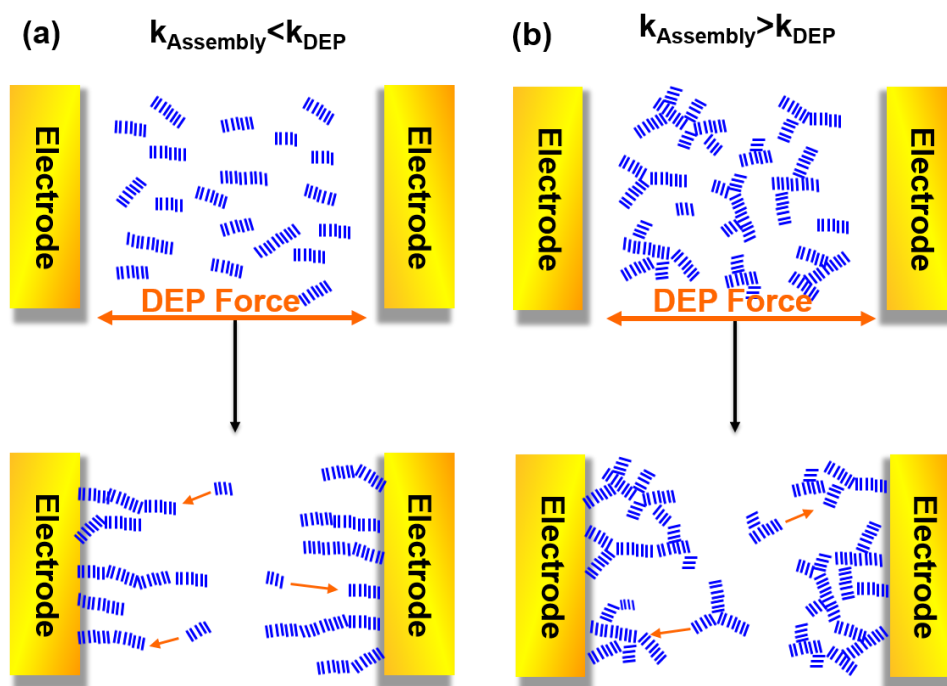 (a)
kAssembly<kDEP
(b)
kAssembly>kDEP
Electrode
Electrode
Electrode
Electrode
DEP Force
DEP Force
Electrode
Electrode
Electrode
Electrode